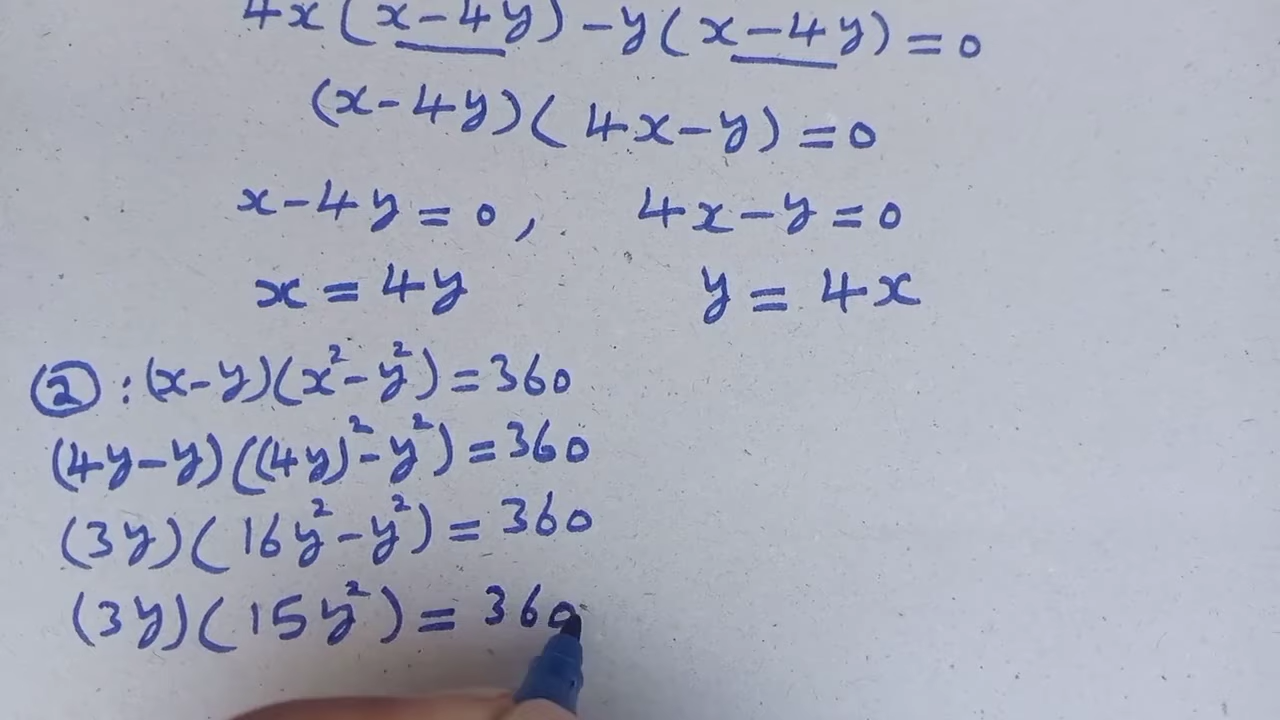 4x(x-4y)-y(x-4y)=0
(x-4y)(4x-y)=0
x-4y=0, 4x-y=0
x=4y y=4x
②:(x-y)(x²-y²)=360
(4y-y)((4y)²-y²)=360
(3y)(16y²-y²)=360
(3y)(15y²)=360